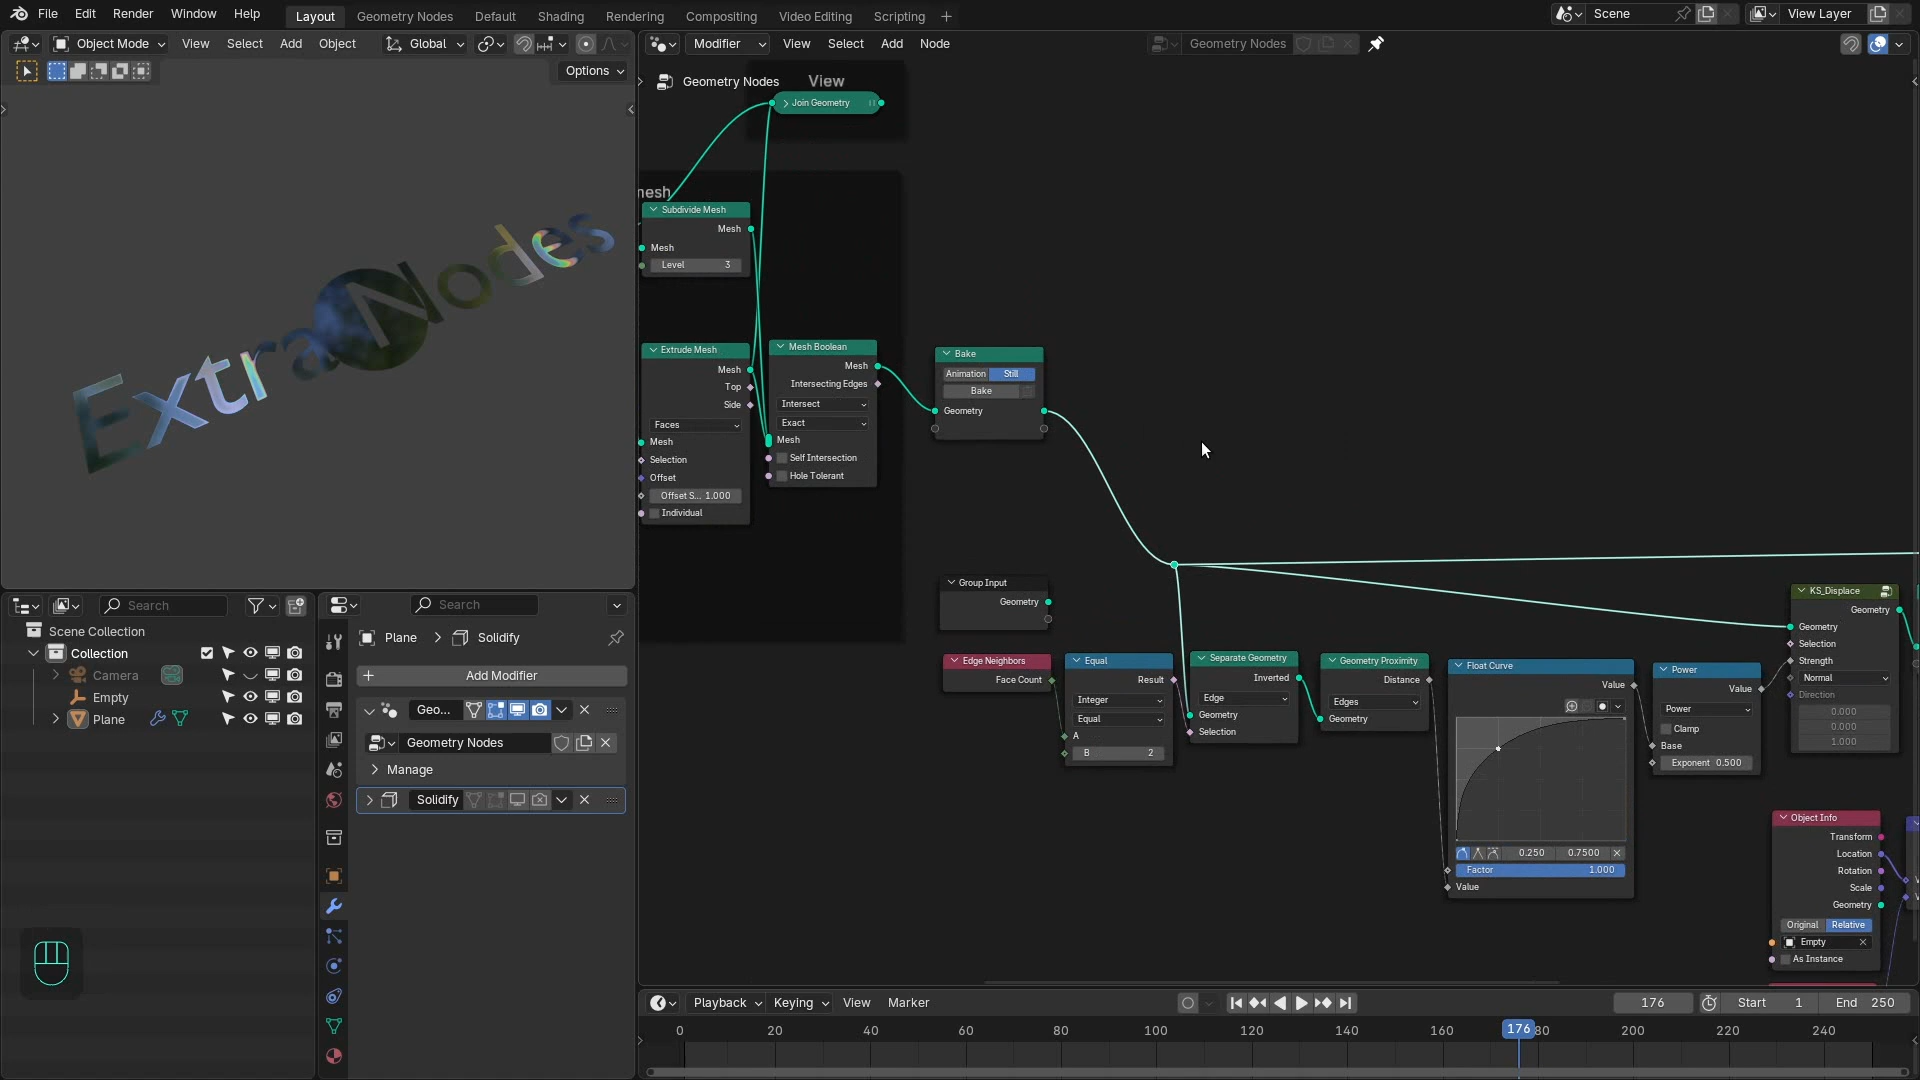 File Edit Render Window Help Layout Geometry Nodes Default Shading Rendering Compositing Video Editing Scripting + Scene View Layer
Object Mode View Select Add Object Global
Modifier View Select Add Node Geometry Nodes
Options
Geometry Nodes
View
Join Geometry
Extra Nodes
mesh
Subdivide Mesh
Mesh
Mesh
Level 3
Extrude Mesh
Mesh
Top
Side
Faces
Mesh
Selection
Offset
Offset S... 1.000
Individual
Mesh Boolean
Mesh
Intersecting Edges
Intersect
Exact
Mesh
Self Intersection
Hole Tolerant
Bake
Animation Still
Bake
Geometry
Group Input
Geometry
Edge Neighbors
Face Count
Equal
Result
Integer
Equal
A
B 2
Separate Geometry
Inverted
Edge
Geometry
Selection
Geometry Proximity
Distance
Edges
Geometry
Float Curve
Value
0.250 0.7500
Factor 1.000
Value
Power
Value
Power
Clamp
Base
Exponent 0.500
KS_Displace
Geometry
Geometry
Selection
Strength
Normal
Direction
0.000
0.000
1.000
Object Info
Transform
Location
Rotation
Scale
Geometry
Original Relative
Empty
As Instance
Search
Scene Collection
Collection
Camera
Empty
Plane
Search
Plane Solidify
Add Modifier
Geo...
Geometry Nodes
Manage
Solidify
Playback Keying View Marker 176 Start 1 End 250
0 20 40 60 80 100 120 140 160 176 80 200 220 240